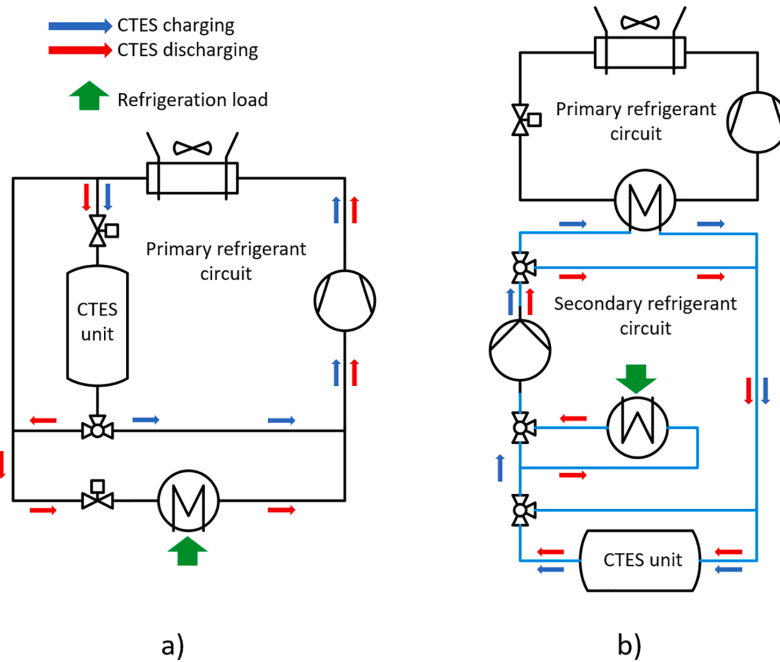 CTES charging
CTES discharging
Refrigeration load
Primary refrigerant
circuit
CTES
unit
a)
Primary refrigerant
circuit
Secondary refrigerant
circuit
CTES unit
b)